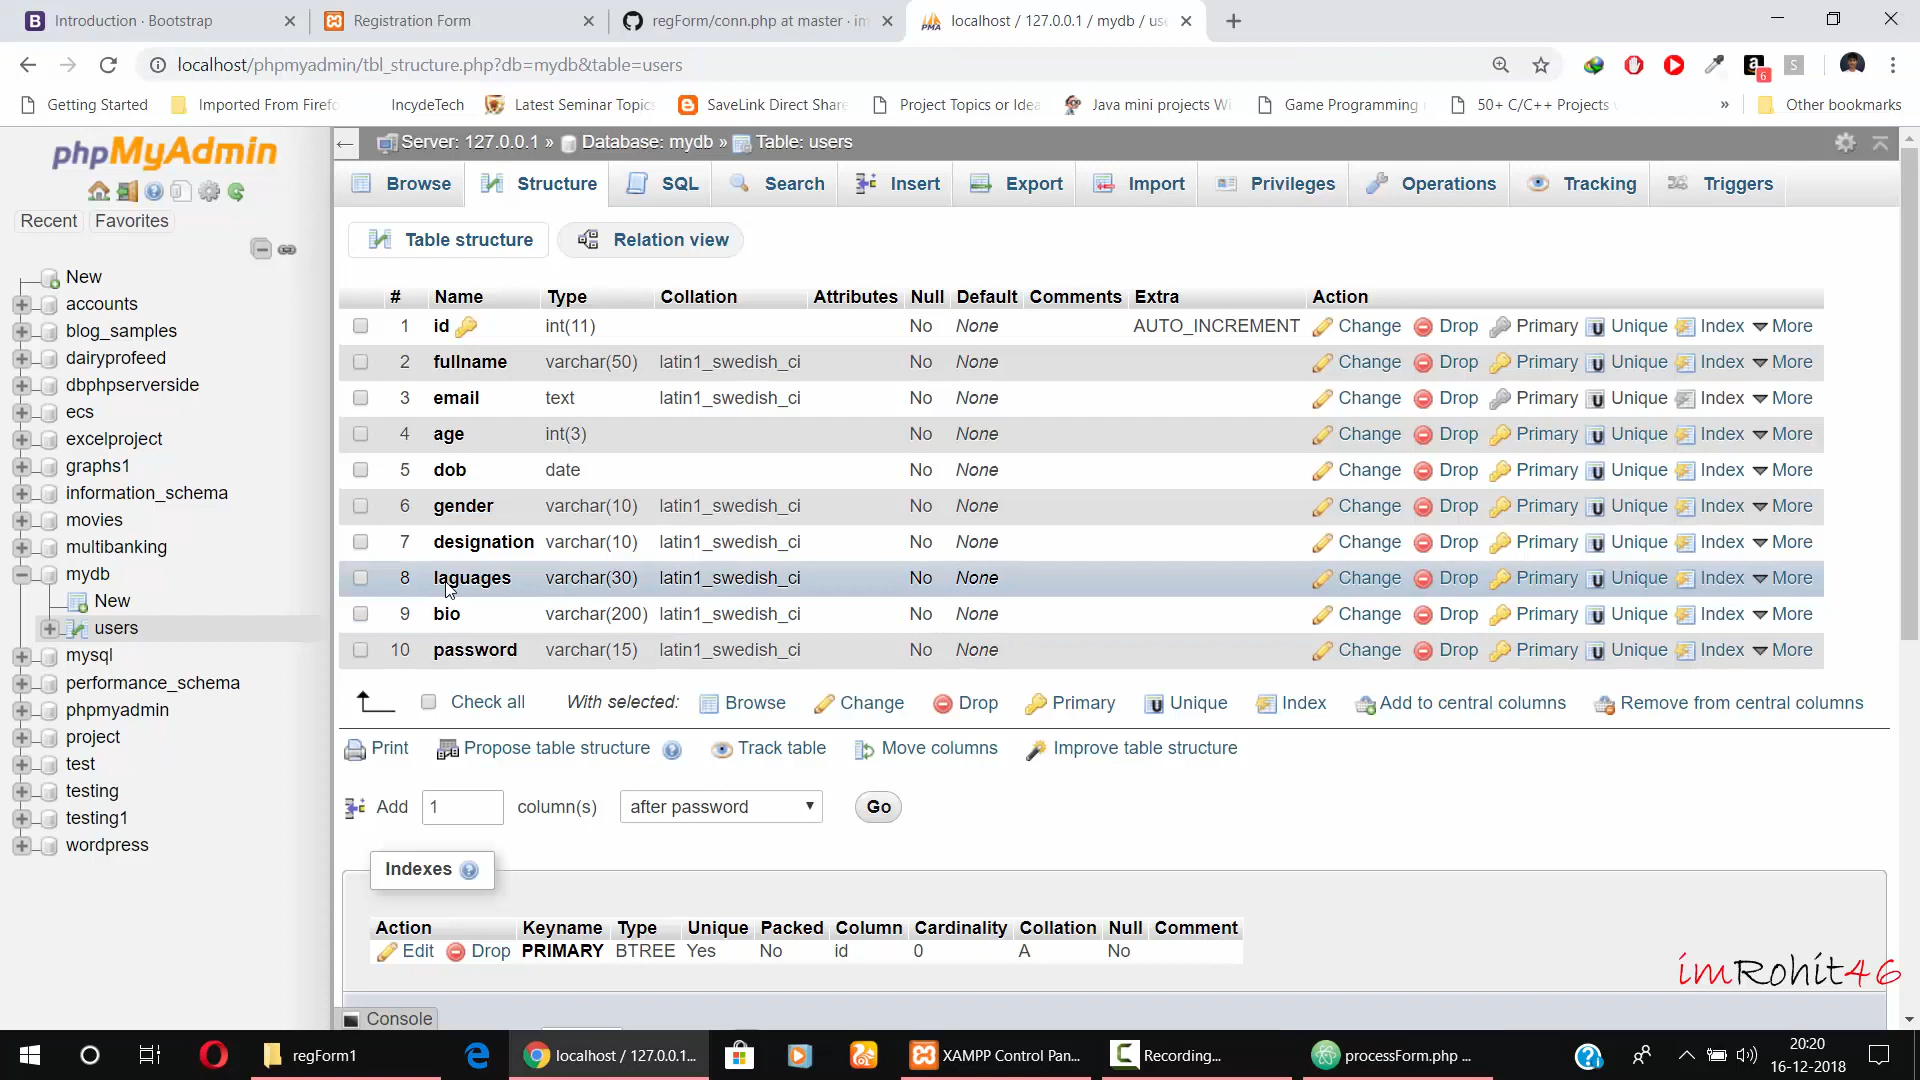 Introduction · Bootstrap
Registration Form
regForm/conn.php at master · im
localhost / 127.0.0.1 / mydb / use
localhost/phpmyadmin/tbl_structure.php?db=mydb&table=users
6
S
Getting Started
Imported From Firefo
IncydeTech
Latest Seminar Topics
SaveLink Direct Share
Project Topics or Idea
Java mini projects Wi
Game Programming
50+ C/C++ Projects
»
Other bookmarks
phpMyAdmin
Recent
Favorites
New
accounts
blog_samples
dairyprofeed
dbphpserverside
ecs
excelproject
graphs1
information_schema
movies
multibanking
mydb
New
users
mysql
performance_schema
phpmyadmin
project
test
testing
testing1
wordpress
Server: 127.0.0.1 » Database: mydb » Table: users
Browse Structure SQL Search Insert Export Import Privileges Operations Tracking Triggers
Table structure Relation view
# Name Type Collation Attributes Null Default Comments Extra Action
1 id int(11) No None AUTO_INCREMENT Change Drop Primary Unique Index More
2 fullname varchar(50) latin1_swedish_ci No None Change Drop Primary Unique Index More
3 email text latin1_swedish_ci No None Change Drop Primary Unique Index More
4 age int(3) No None Change Drop Primary Unique Index More
5 dob date No None Change Drop Primary Unique Index More
6 gender varchar(10) latin1_swedish_ci No None Change Drop Primary Unique Index More
7 designation varchar(10) latin1_swedish_ci No None Change Drop Primary Unique Index More
8 laguages varchar(30) latin1_swedish_ci No None Change Drop Primary Unique Index More
9 bio varchar(200) latin1_swedish_ci No None Change Drop Primary Unique Index More
10 password varchar(15) latin1_swedish_ci No None Change Drop Primary Unique Index More
Check all With selected: Browse Change Drop Primary Unique Index Add to central columns Remove from central columns
Print Propose table structure Track table Move columns Improve table structure
Add 1 column(s) after password Go
Indexes
Action Keyname Type Unique Packed Column Cardinality Collation Null Comment
Edit Drop PRIMARY BTREE Yes No id 0 A No
imRohit46
Console
regForm1
localhost / 127.0.0.1...
XAMPP Control Pan...
Recording...
processForm.php ...
20:20
16-12-2018